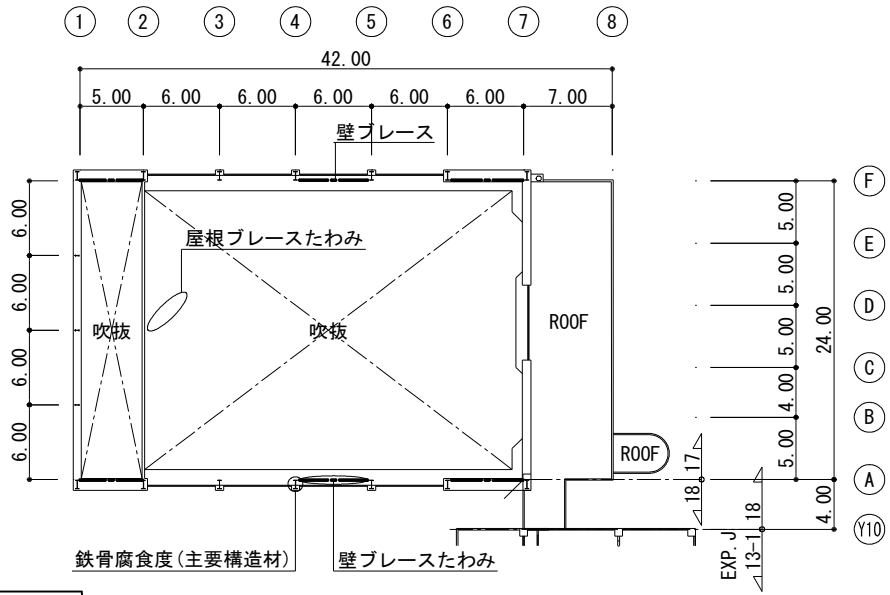 ① ② ③ ④ ⑤ ⑥ ⑦ ⑧
42.00
5.00 6.00 6.00 6.00 6.00 6.00 7.00
壁ブレース
F
E
D
C
B
A
Y10
6.00
6.00
6.00
6.00
屋根ブレースたわみ
吹抜
吹抜
ROOF
ROOF
5.00
5.00
5.00
4.00
5.00
24.00
4.00
17
18
18
13-1
EXP.J
鉄骨腐食度(主要構造材)
壁ブレースたわみ